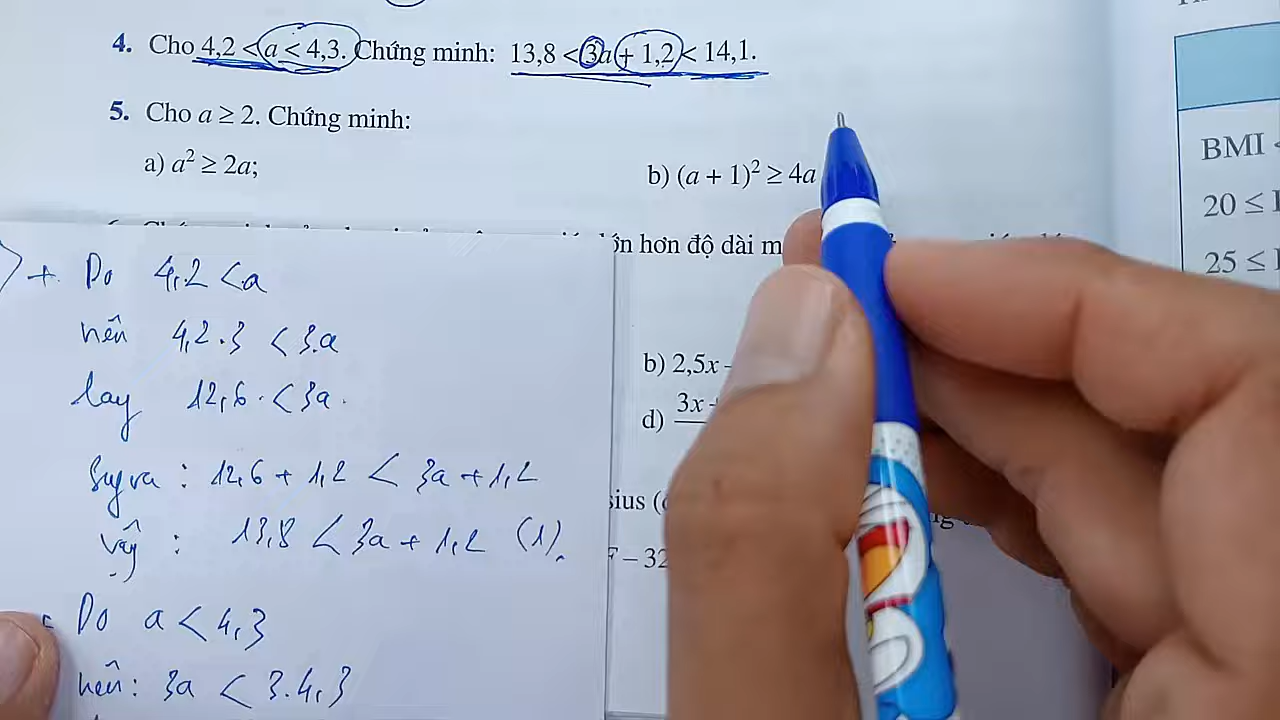 4. Cho 4,2 < a < 4,3. Chứng minh: 13,8 < 3a + 1,2 < 14,1.
5. Cho a ≥ 2. Chứng minh:
a) a² ≥ 2a; b) (a + 1)² ≥ 4a
ớn hơn độ dài
b) 2,5x
d) 3x
sius
– 32
BMI <
20 ≤
25 ≤
+. Do 4,2 < a
nên 4,2.3 < 3.a
hay 12,6 < 3a.
Suy ra : 12,6 + 1,2 < 3a + 1,2
vậy : 13,8 < 3a + 1,2 (1).
Do a < 4,3
nên: 3a < 3.4,3